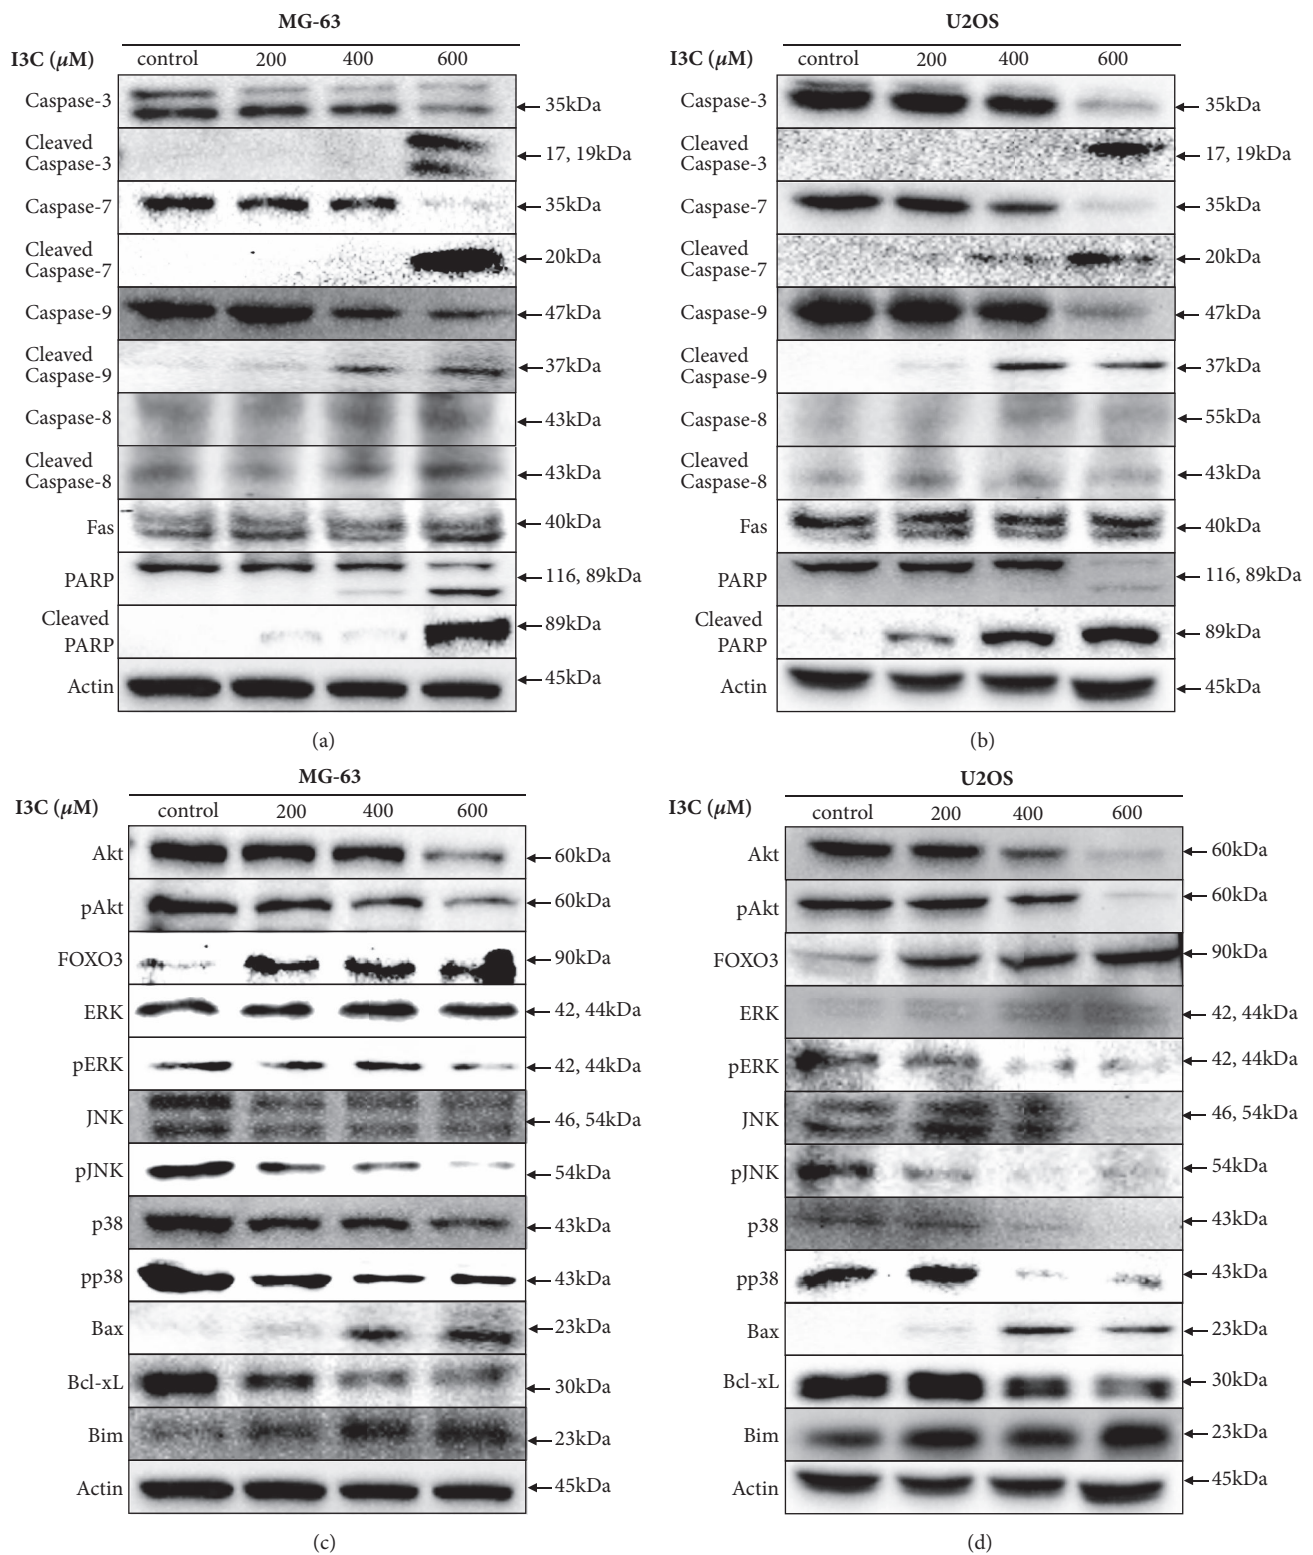 MG-63
I3C (μM) control 200 400 600
Caspase-3 35kDa
Cleaved
Caspase-3 17, 19kDa
Caspase-7 35kDa
Cleaved
Caspase-7 20kDa
Caspase-9 47kDa
Cleaved
Caspase-9 37kDa
Caspase-8 43kDa
Cleaved
Caspase-8 43kDa
Fas 40kDa
PARP 116, 89kDa
Cleaved
PARP 89kDa
Actin 45kDa
(a)
U2OS
I3C (μM) control 200 400 600
Caspase-3 35kDa
Cleaved
Caspase-3 17, 19kDa
Caspase-7 35kDa
Cleaved
Caspase-7 20kDa
Caspase-9 47kDa
Cleaved
Caspase-9 37kDa
Caspase-8 55kDa
Cleaved
Caspase-8 43kDa
Fas 40kDa
PARP 116, 89kDa
Cleaved
PARP 89kDa
Actin 45kDa
(b)
MG-63
I3C (μM) control 200 400 600
Akt 60kDa
pAkt 60kDa
FOXO3 90kDa
ERK 42, 44kDa
pERK 42, 44kDa
JNK 46, 54kDa
pJNK 54kDa
p38 43kDa
pp38 43kDa
Bax 23kDa
Bcl-xL 30kDa
Bim 23kDa
Actin 45kDa
(c)
U2OS
I3C (μM) control 200 400 600
Akt 60kDa
pAkt 60kDa
FOXO3 90kDa
ERK 42, 44kDa
pERK 42, 44kDa
JNK 46, 54kDa
pJNK 54kDa
p38 43kDa
pp38 43kDa
Bax 23kDa
Bcl-xL 30kDa
Bim 23kDa
Actin 45kDa
(d)